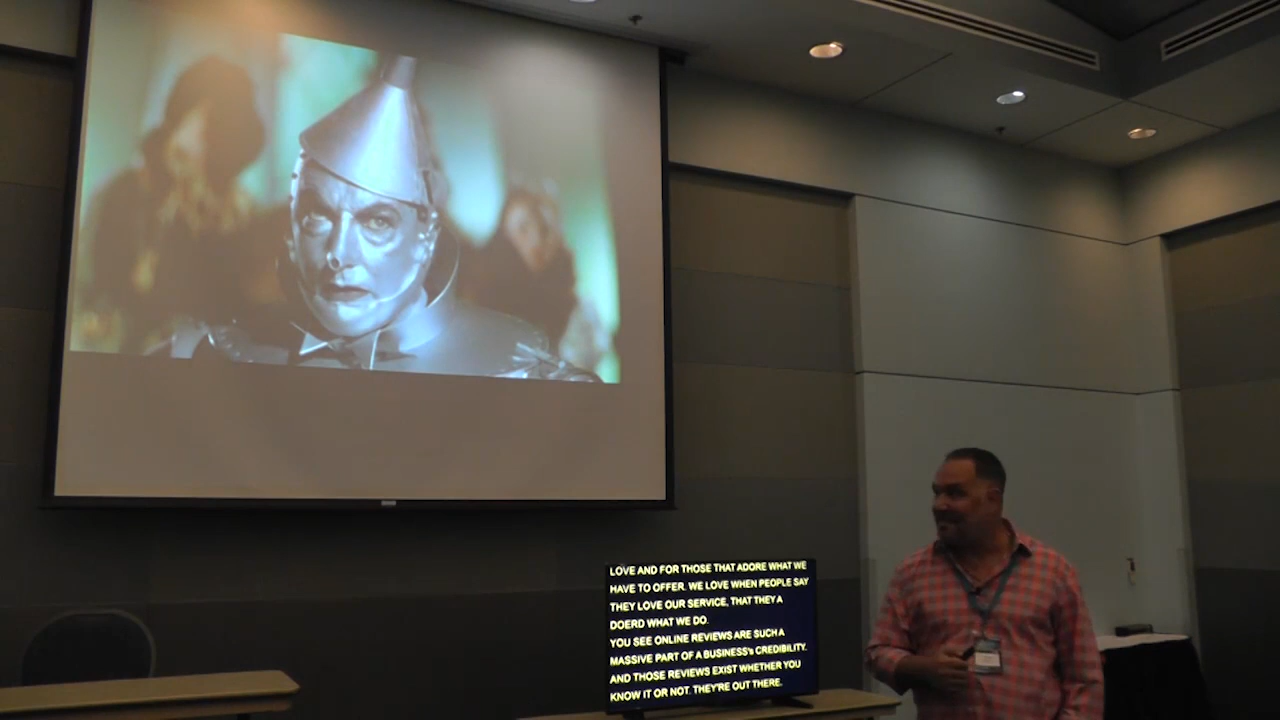 LOVE AND FOR THOSE THAT ADORE WHAT WE
HAVE TO OFFER. WE LOVE WHEN PEOPLE SAY
THEY LOVE OUR SERVICE, THAT THEY A
DOERD WHAT WE DO.
YOU SEE ONLINE REVIEWS ARE SUCH A
MASSIVE PART OF A BUSINESS's CREDIBILITY.
AND THOSE REVIEWS EXIST WHETHER YOU
KNOW IT OR NOT. THEY'RE OUT THERE.